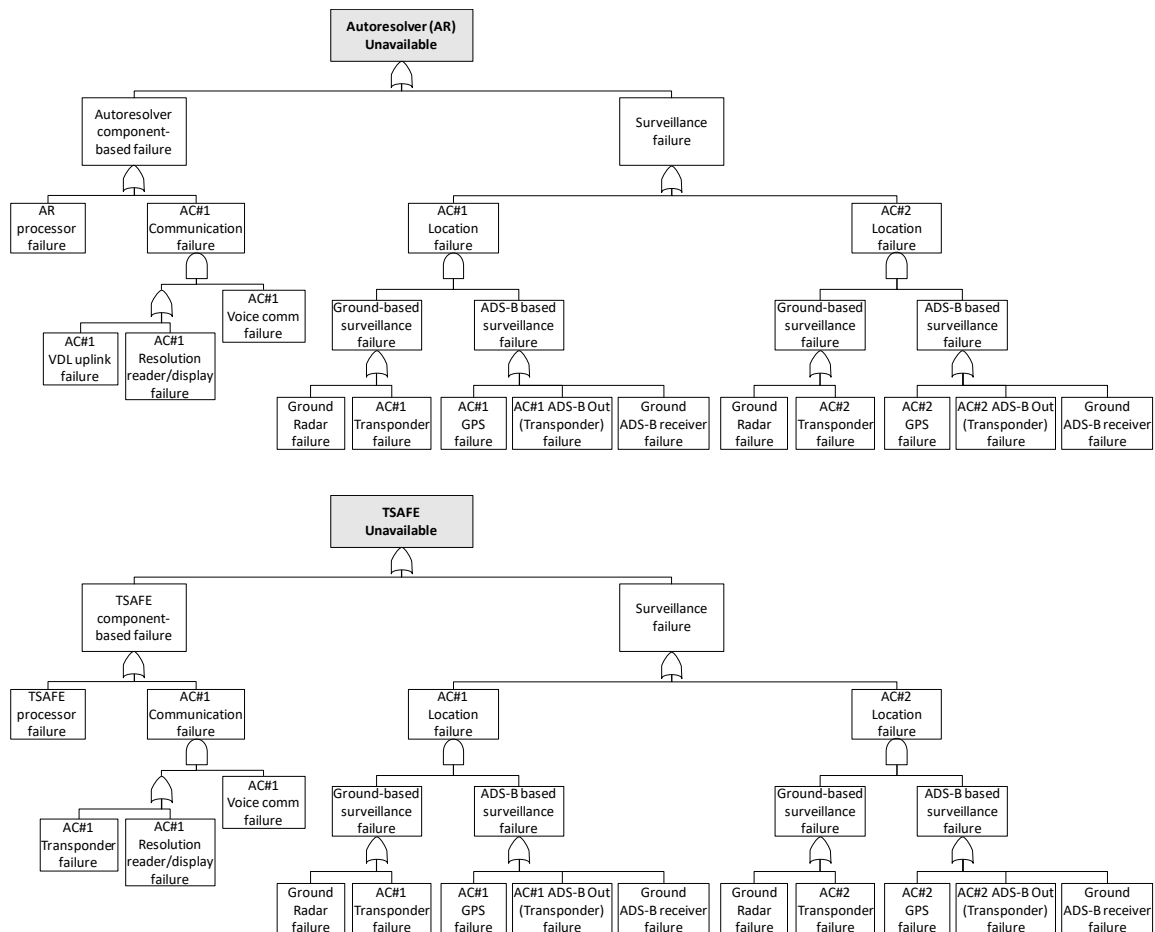 Autoresolver (AR)
Unavailable
Autoresolver
component-
based failure
Surveillance
failure
AR
processor
failure
AC#1
Communication
failure
AC#1
Location
failure
AC#2
Location
failure
AC#1
VDL uplink
failure
AC#1
Resolution
reader/display
failure
AC#1
Voice comm
failure
Ground-based
surveillance
failure
ADS-B based
surveillance
failure
Ground-based
surveillance
failure
ADS-B based
surveillance
failure
Ground
Radar
failure
AC#1
Transponder
failure
AC#1
GPS
failure
AC#1 ADS-B Out
(Transponder)
failure
Ground
ADS-B receiver
failure
Ground
Radar
failure
AC#2
Transponder
failure
AC#2
GPS
failure
AC#2 ADS-B Out
(Transponder)
failure
Ground
ADS-B receiver
failure
TSAFE
Unavailable
TSAFE
component-
based failure
Surveillance
failure
TSAFE
processor
failure
AC#1
Communication
failure
AC#1
Location
failure
AC#2
Location
failure
AC#1
Transponder
failure
AC#1
Resolution
reader/display
failure
AC#1
Voice comm
failure
Ground-based
surveillance
failure
ADS-B based
surveillance
failure
Ground-based
surveillance
failure
ADS-B based
surveillance
failure
Ground
Radar
failure
AC#1
Transponder
failure
AC#1
GPS
failure
AC#1 ADS-B Out
(Transponder)
failure
Ground
ADS-B receiver
failure
Ground
Radar
failure
AC#2
Transponder
failure
AC#2
GPS
failure
AC#2 ADS-B Out
(Transponder)
failure
Ground
ADS-B receiver
failure